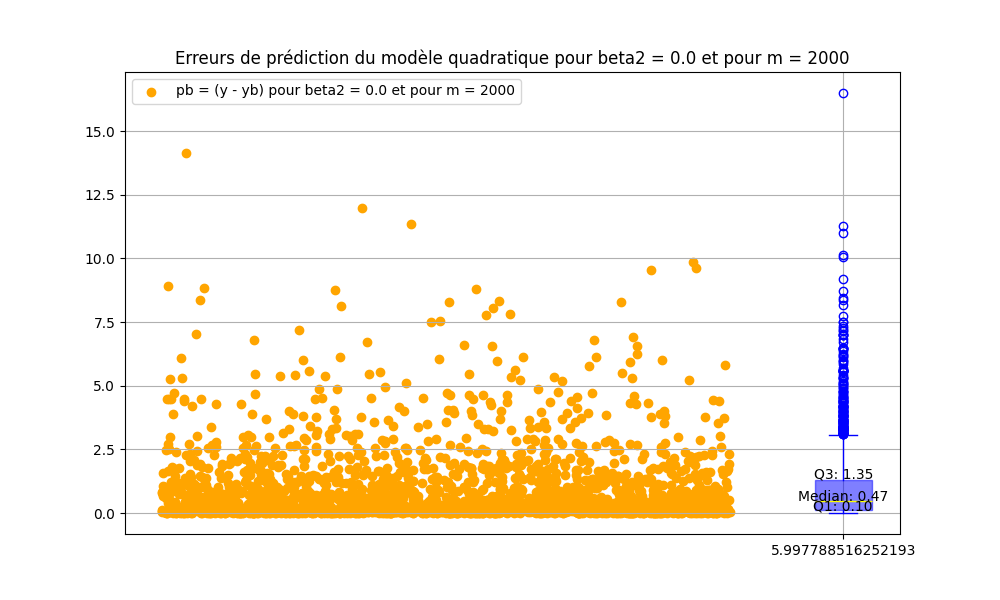 Erreurs de prédiction du modèle quadratique pour beta2 = 0.0 et pour m = 2000
pb = (y - yb) pour beta2 = 0.0 et pour m = 2000
15.0
12.5
10.0
7.5
5.0
2.5
0.0
Q3: 1.35
Median: 0.47
Q1: 0.10
5.997788516252193